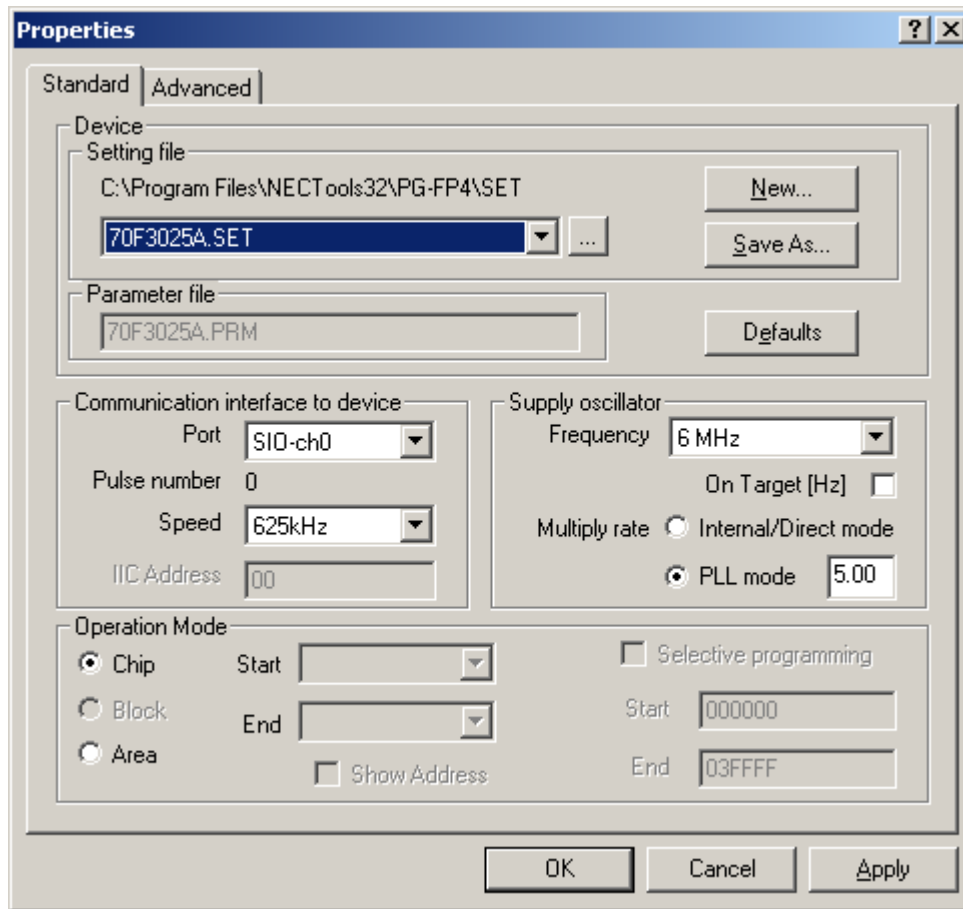 Properties
Standard Advanced
Device
Setting file
C:\Program Files\NECTools32\PG-FP4\SET
New...
70F3025A.SET ...
Save As...
Parameter file
70F3025A.PRM
Defaults
Communication interface to device
Port SIO-ch0
Pulse number 0
Speed 625kHz
IIC Address 00
Supply oscillator
Frequency 6 MHz
On Target [Hz]
Multiply rate Internal/Direct mode
PLL mode 5.00
Operation Mode
Chip Start
Block
End
Area
Show Address
Selective programming
Start 000000
End 03FFFF
OK Cancel Apply